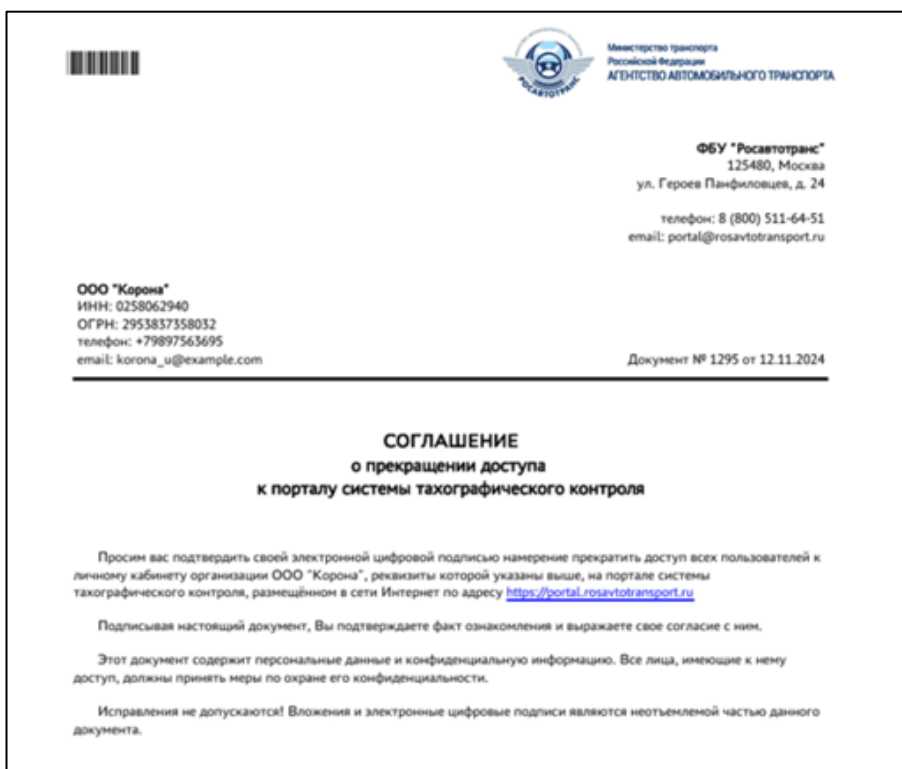 РОСАВТОТРАНС
Министерство транспорта
Российской Федерации
АГЕНТСТВО АВТОМОБИЛЬНОГО ТРАНСПОРТА
ФБУ "Росавтотранс"
125480, Москва
ул. Героев Панфиловцев, д. 24
телефон: 8 (800) 511-64-51
email: portal@rosavtotransport.ru
ООО "Корона"
ИНН: 0258062940
ОГРН: 2953837358032
телефон: +79897563695
email: korona_u@example.com
Документ № 1295 от 12.11.2024
СОГЛАШЕНИЕ
о прекращении доступа
к порталу системы тахографического контроля
Просим вас подтвердить своей электронной цифровой подписью намерение прекратить доступ всех пользователей к
личному кабинету организации ООО "Корона", реквизиты которой указаны выше, на портале системы
тахографического контроля, размещённом в сети Интернет по адресу https://portal.rosavtotransport.ru
Подписывая настоящий документ, Вы подтверждаете факт ознакомления и выражаете свое согласие с ним.
Этот документ содержит персональные данные и конфиденциальную информацию. Все лица, имеющие к нему
доступ, должны принять меры по охране его конфиденциальности.
Исправления не допускаются! Вложения и электронные цифровые подписи являются неотъемлемой частью данного
документа.